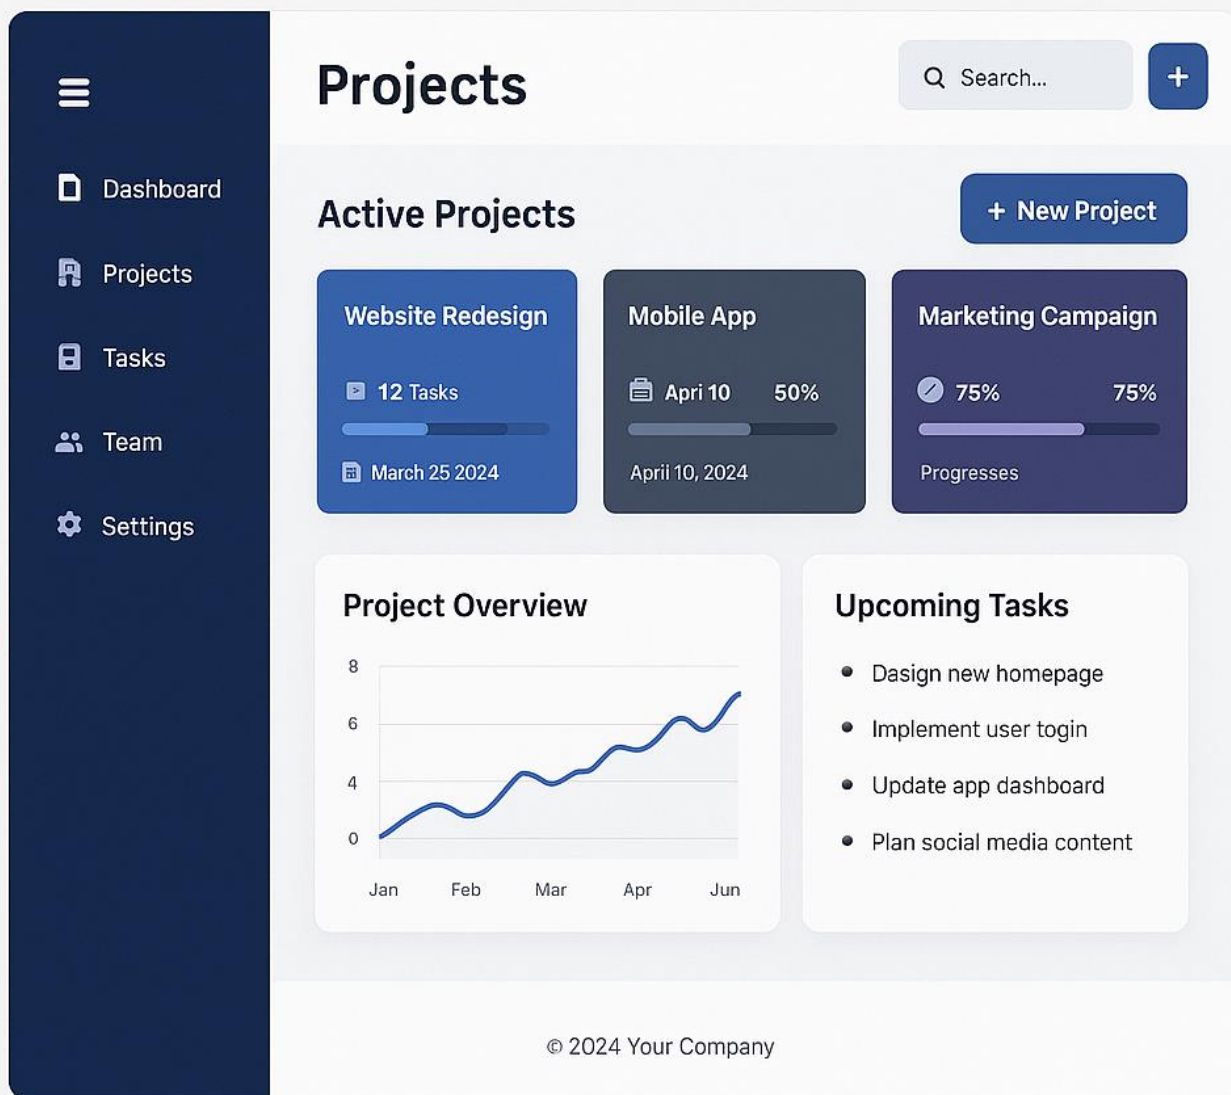 Projects
Search...
+
Dashboard
Projects
Tasks
Team
Settings
Active Projects
+ New Project
Website Redesign
12 Tasks
March 25 2024
Mobile App
Apri 10 50%
Aprii 10, 2024
Marketing Campaign
75% 75%
Progresses
Project Overview
8
6
4
0
Jan Feb Mar Apr Jun
Upcoming Tasks
Dasign new homepage
Implement user togin
Update app dashboard
Plan social media content
© 2024 Your Company